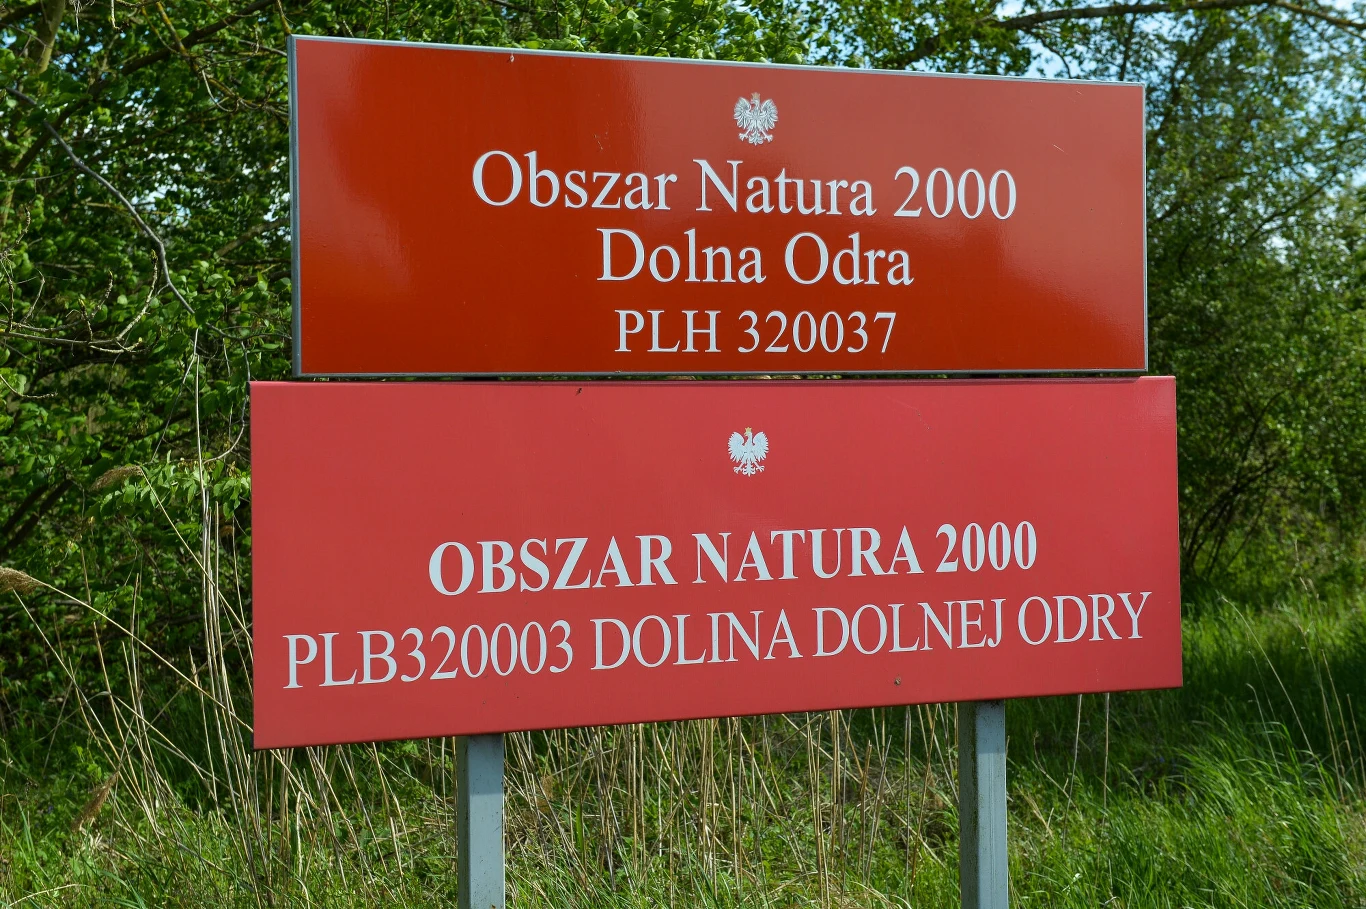 Obszar Natura 2000
Dolna Odra
PLH 320037
OBSZAR NATURA 2000
PLB320003 DOLINA DOLNEJ ODRY